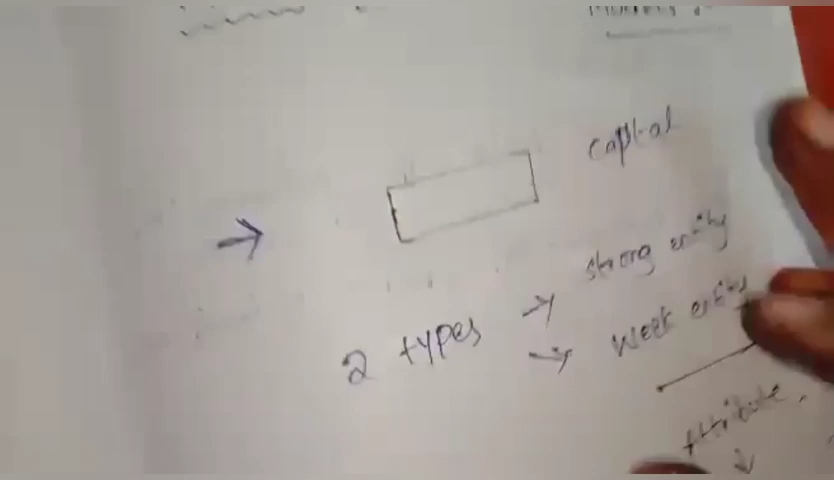 capital
2 types → strong entity
→ week entity
Attribute